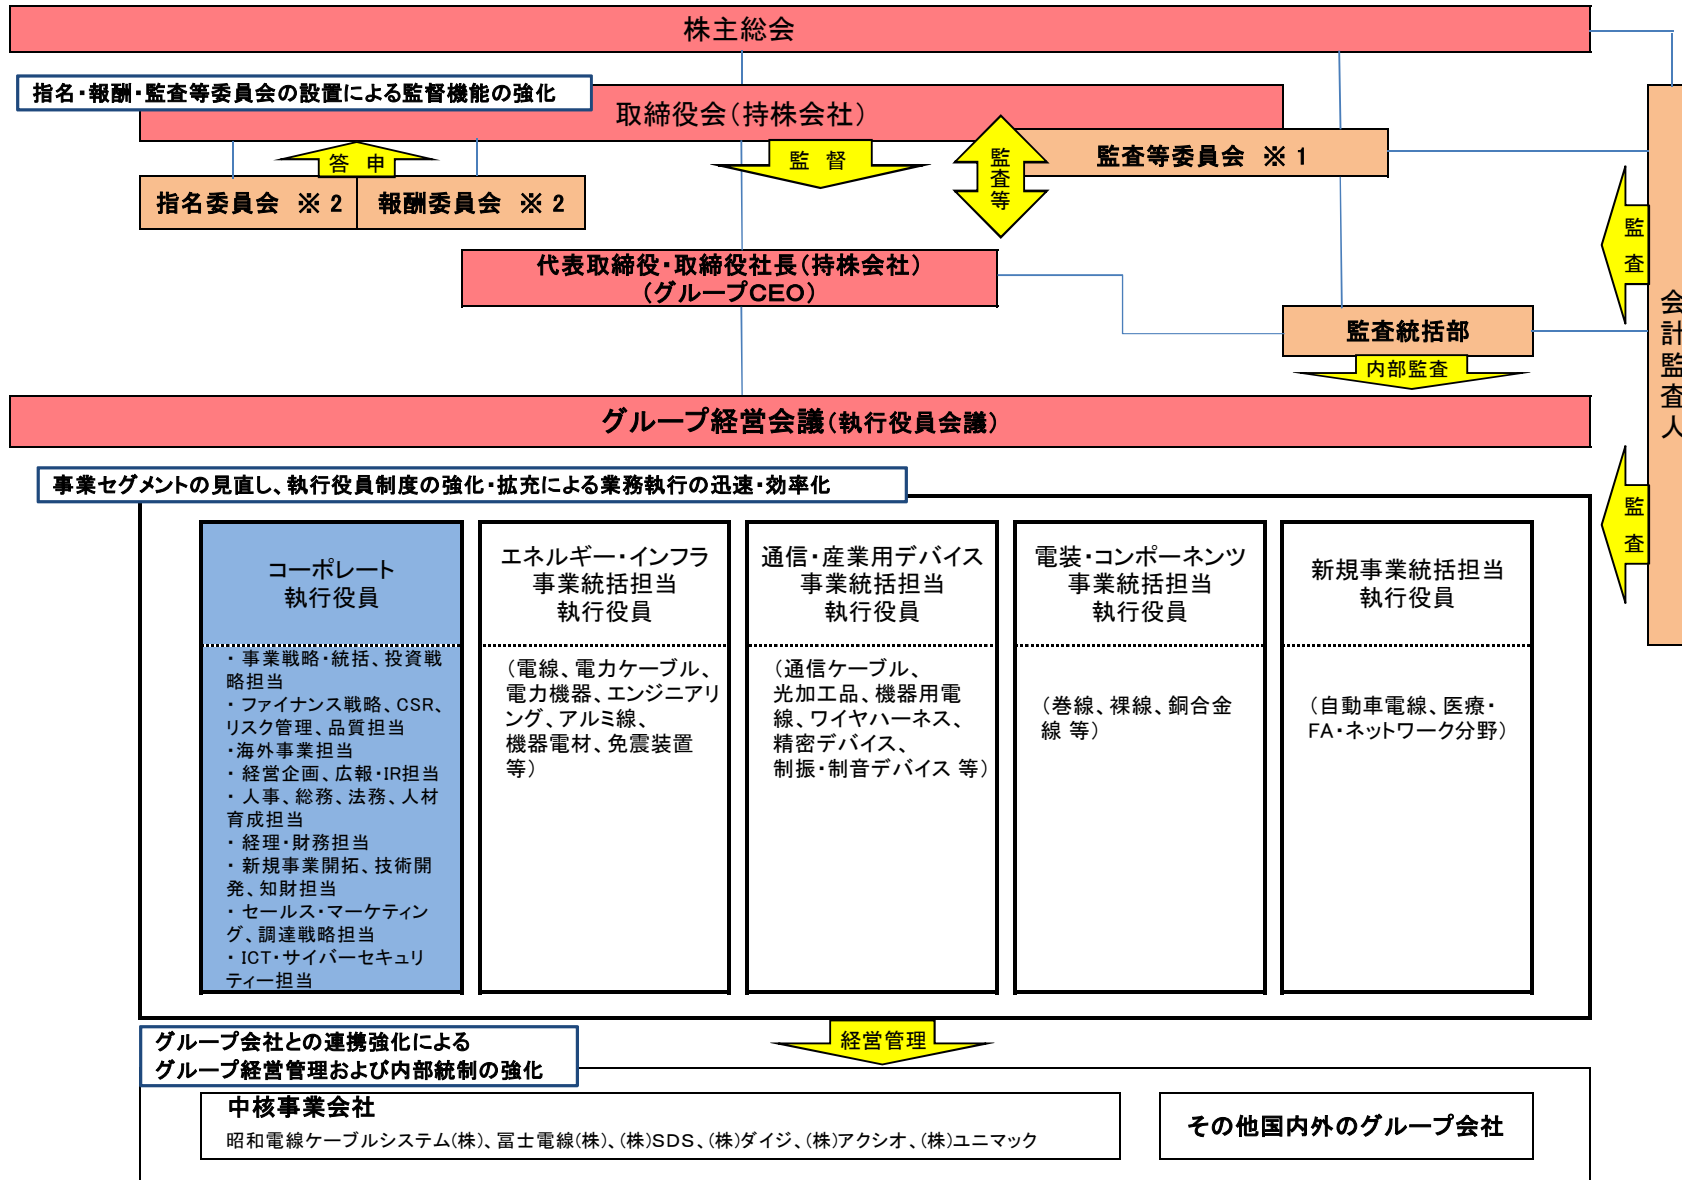 株主総会
指名・報酬・監査等委員会の設置による監督機能の強化
取締役会（持株会社）
答 申
監 督
監査等
監査等委員会 ※１
指名委員会 ※２
報酬委員会 ※２
監査
代表取締役・取締役社長（持株会社）
（グループCEO）
監査統括部
内部監査
会計監査人
グループ経営会議（執行役員会議）
事業セグメントの見直し、執行役員制度の強化・拡充による業務執行の迅速・効率化
監査
コーポレート
執行役員
・ 事業戦略・統括、投資戦
略担当
・ ファイナンス戦略、CSR、
リスク管理、品質担当
・海外事業担当
・ 経営企画、広報・IR担当
・ 人事、総務、法務、人材
育成担当
・ 経理・財務担当
・ 新規事業開拓、技術開
発、知財担当
・ セールス・マーケティン
グ、調達戦略担当
・ ICT・サイバーセキュリ
ティー担当
エネルギー・インフラ
事業統括担当
執行役員
（電線、電力ケーブル、
電力機器、エンジニアリ
ング、アルミ線、
機器電材、免震装置
等）
通信・産業用デバイス
事業統括担当
執行役員
（通信ケーブル、
光加工品、機器用電
線、ワイヤハーネス、
精密デバイス、
制振・制音デバイス 等）
電装・コンポーネンツ
事業統括担当
執行役員
（巻線、裸線、銅合金
線 等）
新規事業統括担当
執行役員
（自動車電線、医療・
FA・ネットワーク分野）
経営管理
グループ会社との連携強化による
グループ経営管理および内部統制の強化
中核事業会社
昭和電線ケーブルシステム(株)、冨士電線(株)、(株)SDS、(株)ダイジ、(株)アクシオ、(株)ユニマック
その他国内外のグループ会社